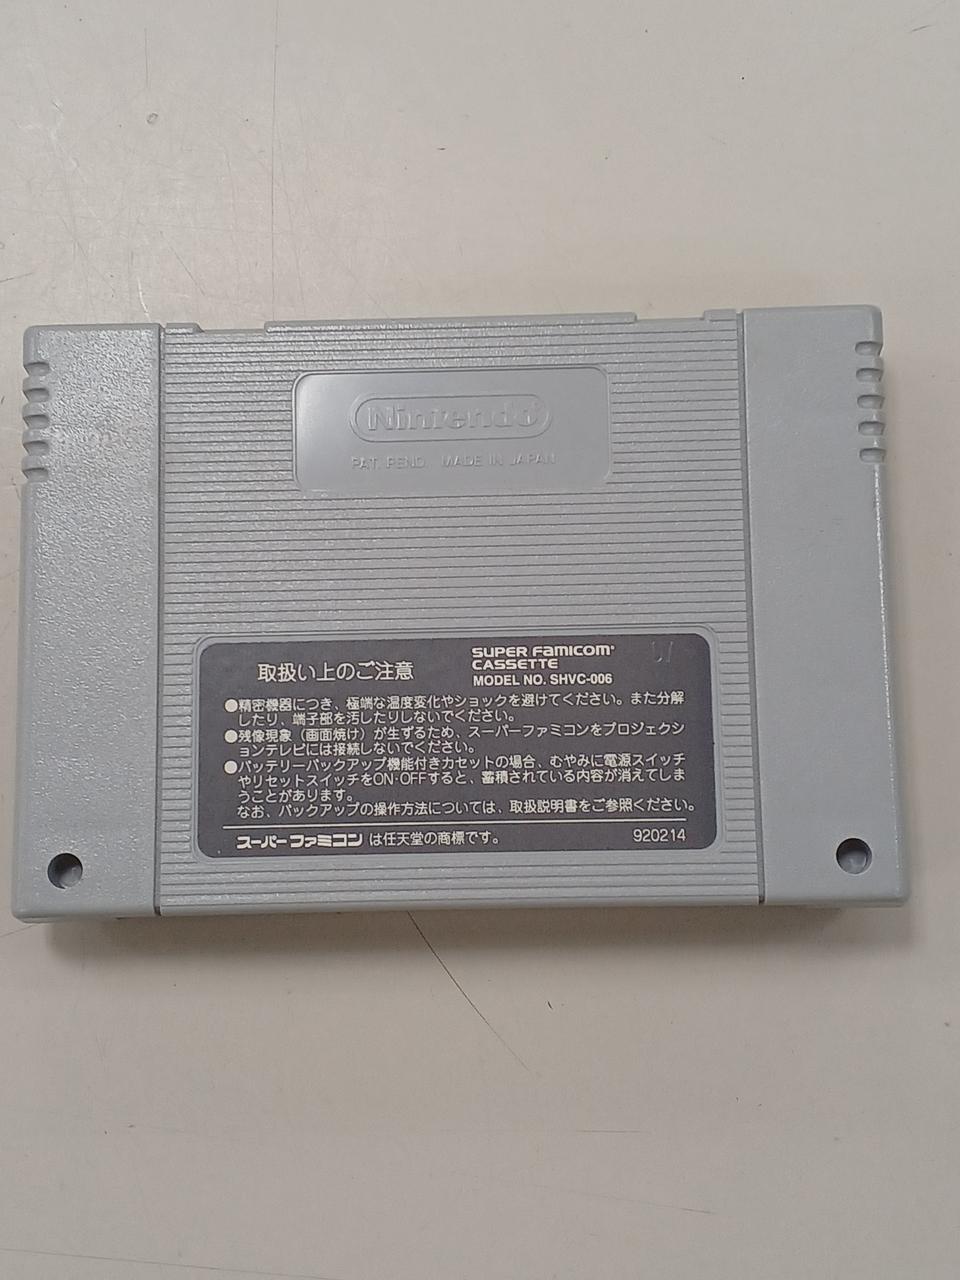 Nintendo
PAT. PEND. MADE IN JAPAN
取扱い上のご注意
SUPER FAMICOM
CASSETTE
MODEL NO. SHVC-006
●精密機器につき、極端な温度変化やショックを避けてください。また分解
したり、端子部を汚したりしないでください。
●残像現象（画面焼け）が生ずるため、スーパーファミコンをプロジェクシ
ョンテレビには接続しないでください。
●バッテリーバックアップ機能付きカセットの場合、むやみに電源スイッチ
やリセットスイッチをON·OFFすると、蓄積されている内容が消えてしま
うことがあります。
なお、バックアップの操作方法については、取扱説明書をご参照ください。
スーパーファミコンは任天堂の商標です。
920214